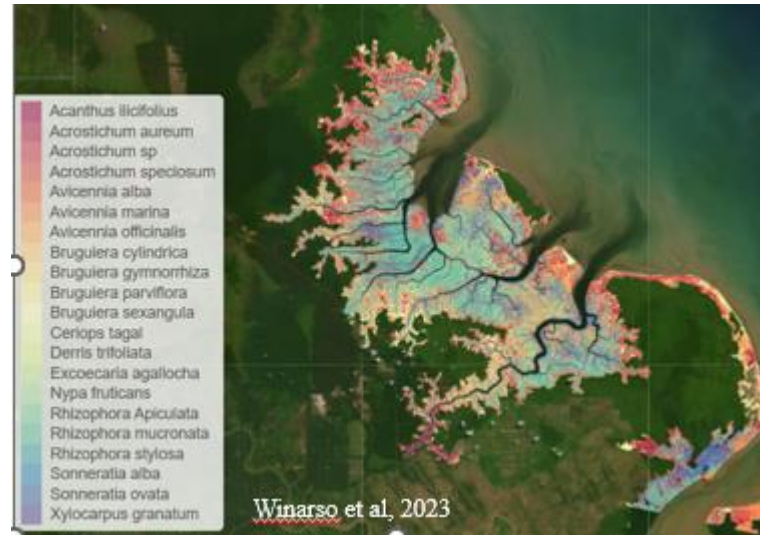 Acanthus ilicifolius
Acrostichum aureum
Acrostichum sp
Acrostichum speciosum
Avicennia alba
Avicennia marina
Avicennia officinalis
Bruguiera cylindrica
Bruguiera gymnorrhiza
Bruguiera parviflora
Bruguiera sexangula
Ceriops tagal
Derris trifoliata
Excoecaria agallocha
Nypa fruticans
Rhizophora Apiculata
Rhizophora mucronata
Rhizophora stylosa
Sonneratia alba
Sonneratia ovata
Xylocarpus granatum
Winarso et al, 2023